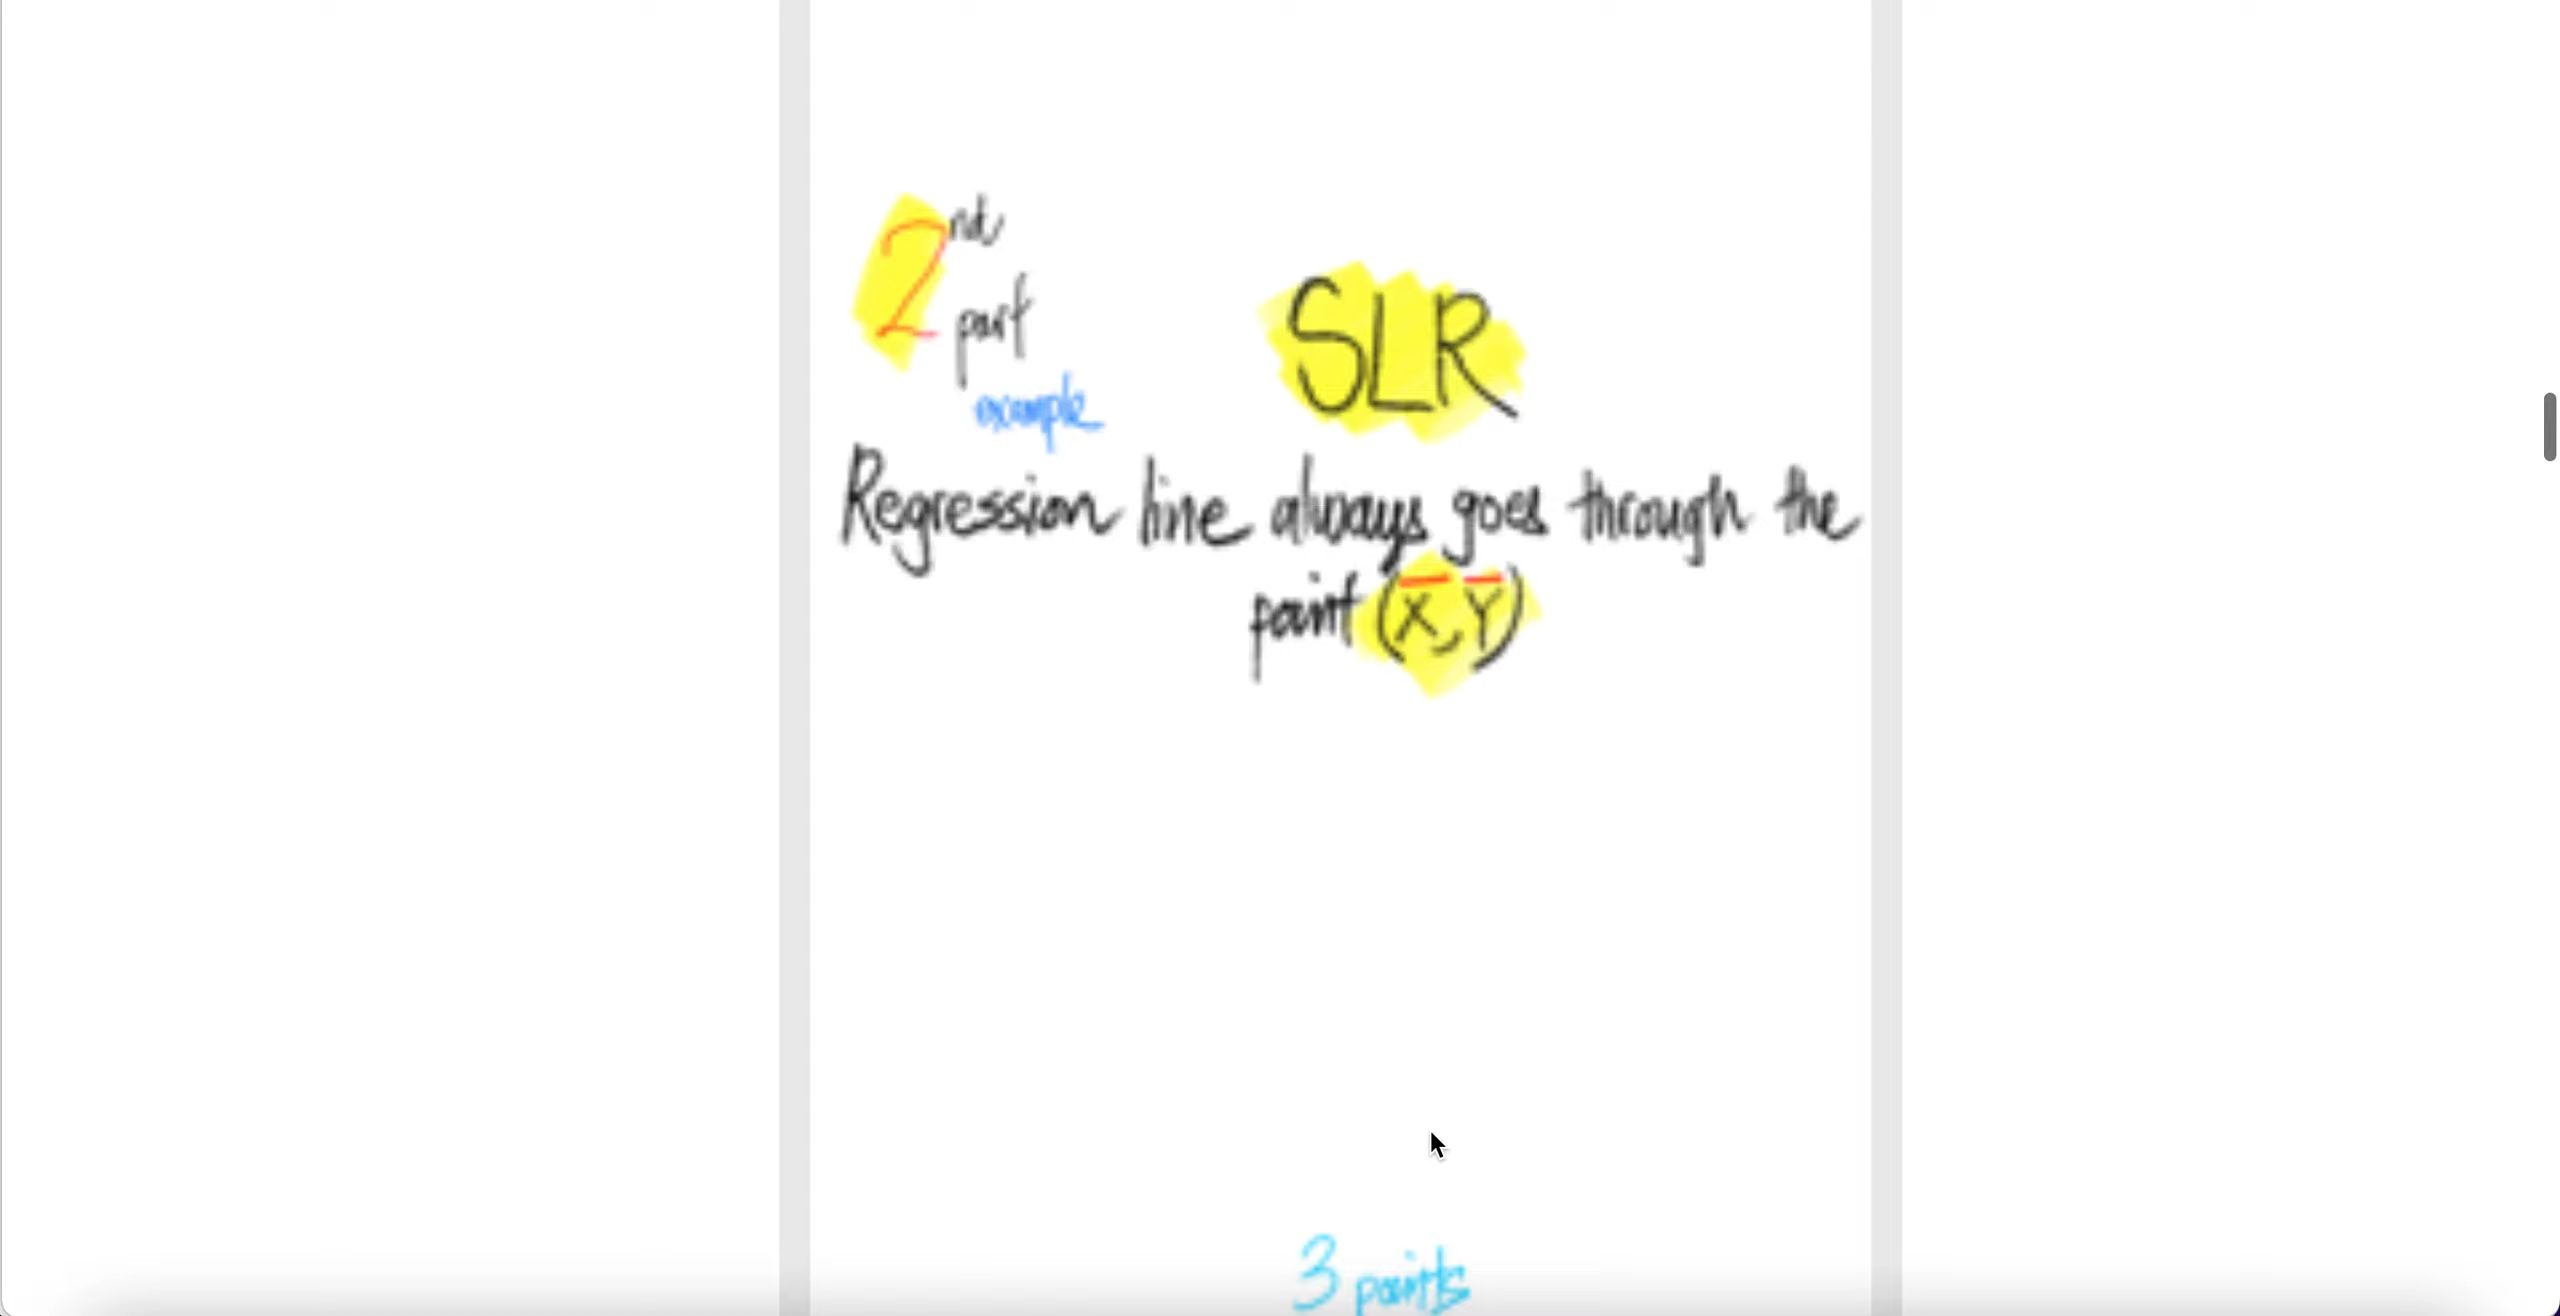 2nd
part
example
SLR
Regression line always goes through the
point (X̅, Y̅)
3 points